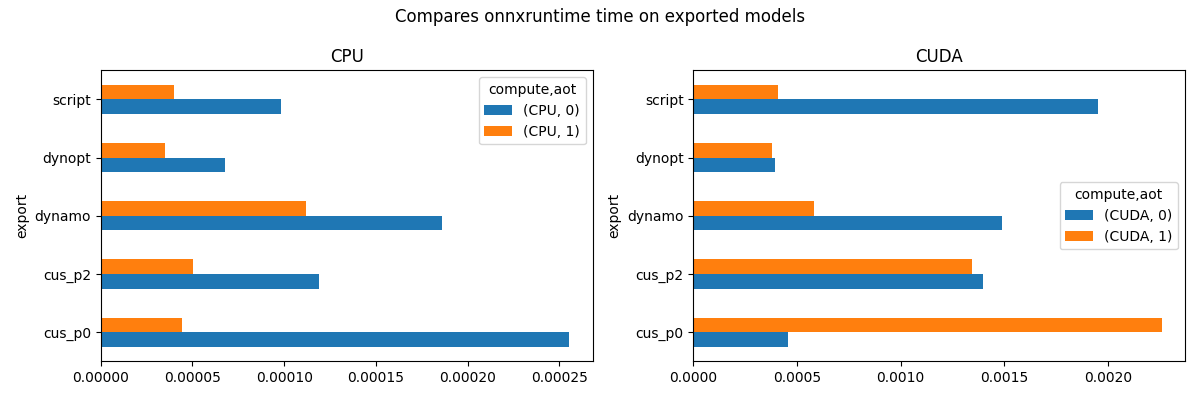 Compares onnxruntime time on exported models
CPU
export
script
dynopt
dynamo
cus_p2
cus_p0
compute,aot
(CPU, 0)
(CPU, 1)
0.00000 0.00005 0.00010 0.00015 0.00020 0.00025
CUDA
export
script
dynopt
dynamo
cus_p2
cus_p0
compute,aot
(CUDA, 0)
(CUDA, 1)
0.0000 0.0005 0.0010 0.0015 0.0020